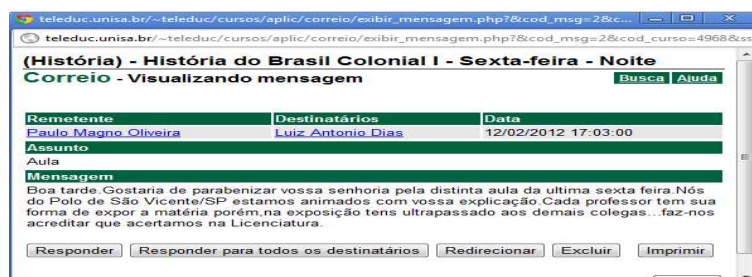 teleduc.unisa.br/~teleduc/cursos/aplic/correio/exibir_mensagem.php?&cod_msg=2&c...
teleduc.unisa.br/~teleduc/cursos/aplic/correio/exibir_mensagem.php?&cod_msg=2&cod_curso=4968&ss
(História) - História do Brasil Colonial I - Sexta-feira - Noite
Correio - Visualizando mensagem Busca Ajuda
Remetente Destinatários Data
Paulo Magno Oliveira Luiz Antonio Dias 12/02/2012 17:03:00
Assunto
Aula
Mensagem
Boa tarde.Gostaria de parabenizar vossa senhoria pela distinta aula da ultima sexta feira.Nós
do Polo de São Vicente/SP estamos animados com vossa explicação.Cada professor tem sua
forma de expor a matéria porém,na exposição tens ultrapassado aos demais colegas...faz-nos
acreditar que acertamos na Licenciatura.
Responder Responder para todos os destinatários Redirecionar Excluir Imprimir